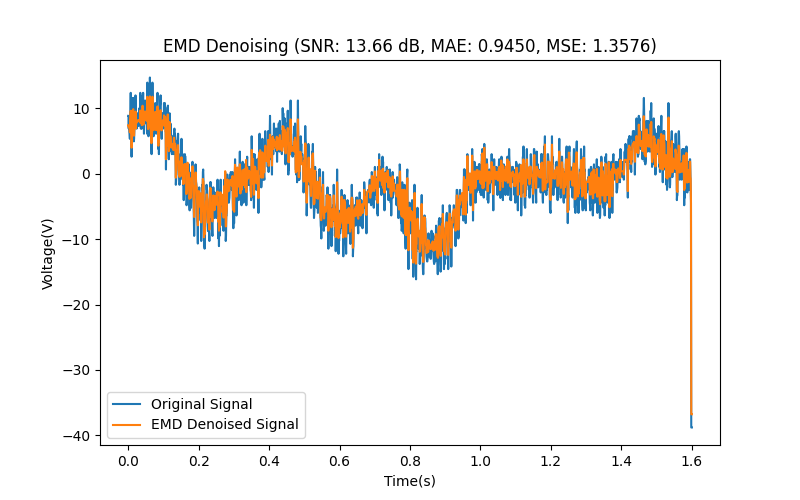 EMD Denoising (SNR: 13.66 dB, MAE: 0.9450, MSE: 1.3576)
10
0
−10
−20
−30
−40
Voltage(V)
Original Signal
EMD Denoised Signal
0.0 0.2 0.4 0.6 0.8 1.0 1.2 1.4 1.6
Time(s)